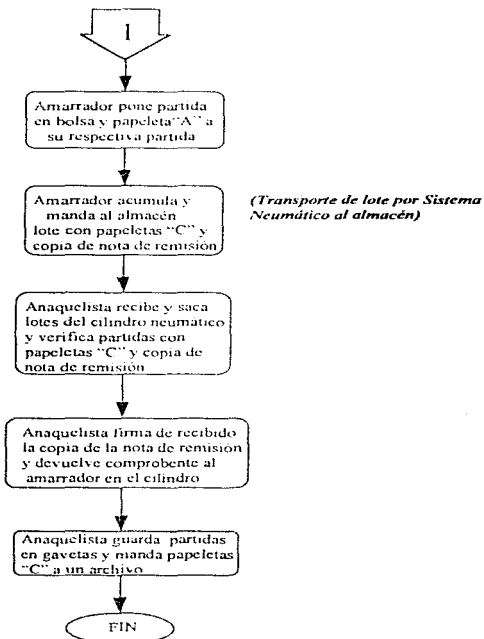 1
Amarrador pone partida
en bolsa y papeleta "A" a
su respectiva partida
Amarrador acumula y
manda al almacén
lote con papeletas "C" y
copia de nota de remisión
(Transporte de lote por Sistema
Neumático al almacén)
Anaquelista recibe y saca
lotes del cilindro neumático
y verifica partidas con
papeletas "C" y copia de
nota de remisión
Anaquelista firma de recibido
la copia de la nota de remisión
y devuelve comprobente al
amarrador en el cilindro
Anaquelista guarda partidas
en gavetas y manda papeletas
"C" a un archivo
FIN